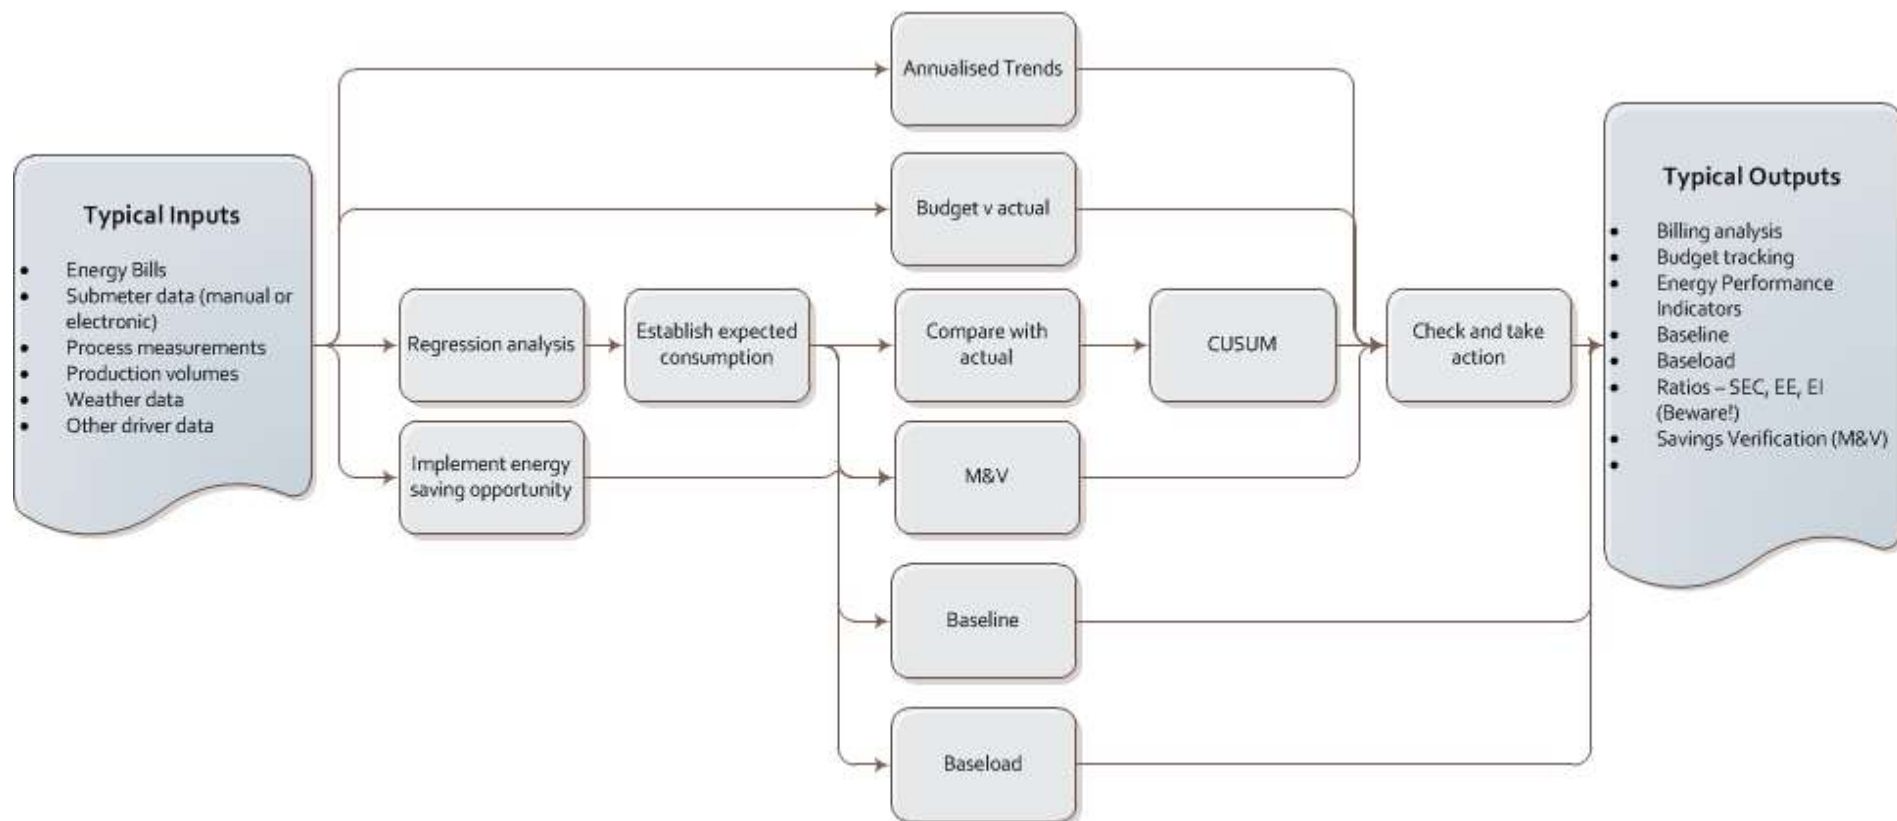 Typical Inputs
Energy Bills
Submeter data (manual or
electronic)
Process measurements
Production volumes
Weather data
Other driver data
Annualised Trends
Budget v actual
Regression analysis
Establish expected
consumption
Compare with
actual
CUSUM
Check and take
action
Implement energy
saving opportunity
M&V
Baseline
Baseload
Typical Outputs
Billing analysis
Budget tracking
Energy Performance
Indicators
Baseline
Baseload
Ratios – SEC, EE, EI
(Beware!)
Savings Verification (M&V)